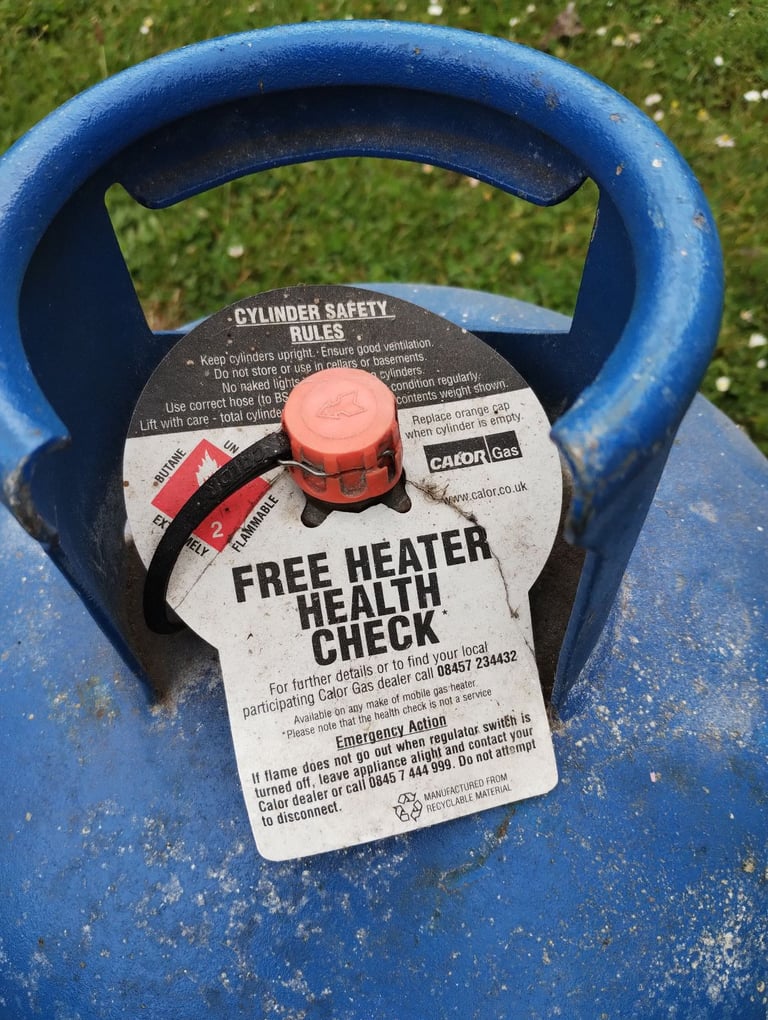 CYLINDER SAFETY
RULES
Keep cylinders upright. Ensure good ventilation.
Do not store or use in cellars or basements.
No naked lights cylinders.
Use correct hose (to BS condition regularly.
Lift with care - total cylinde contents weight shown.
Replace orange cap
when cylinder is empty.
CALOR Gas
www.calor.co.uk
BUTANE
UN
2
FLAMMABLE
FREE HEATER
HEALTH
CHECK*
For further details or to find your local
participating Calor Gas dealer call 08457 234432
Available on any make of mobile gas heater
*Please note that the health check is not a service
Emergency Action
If flame does not go out when regulator switch is
turned off, leave appliance alight and contact your
Calor dealer or call 0845 7 444 999. Do not attempt
to disconnect.
MANUFACTURED FROM
RECYCLABLE MATERIAL